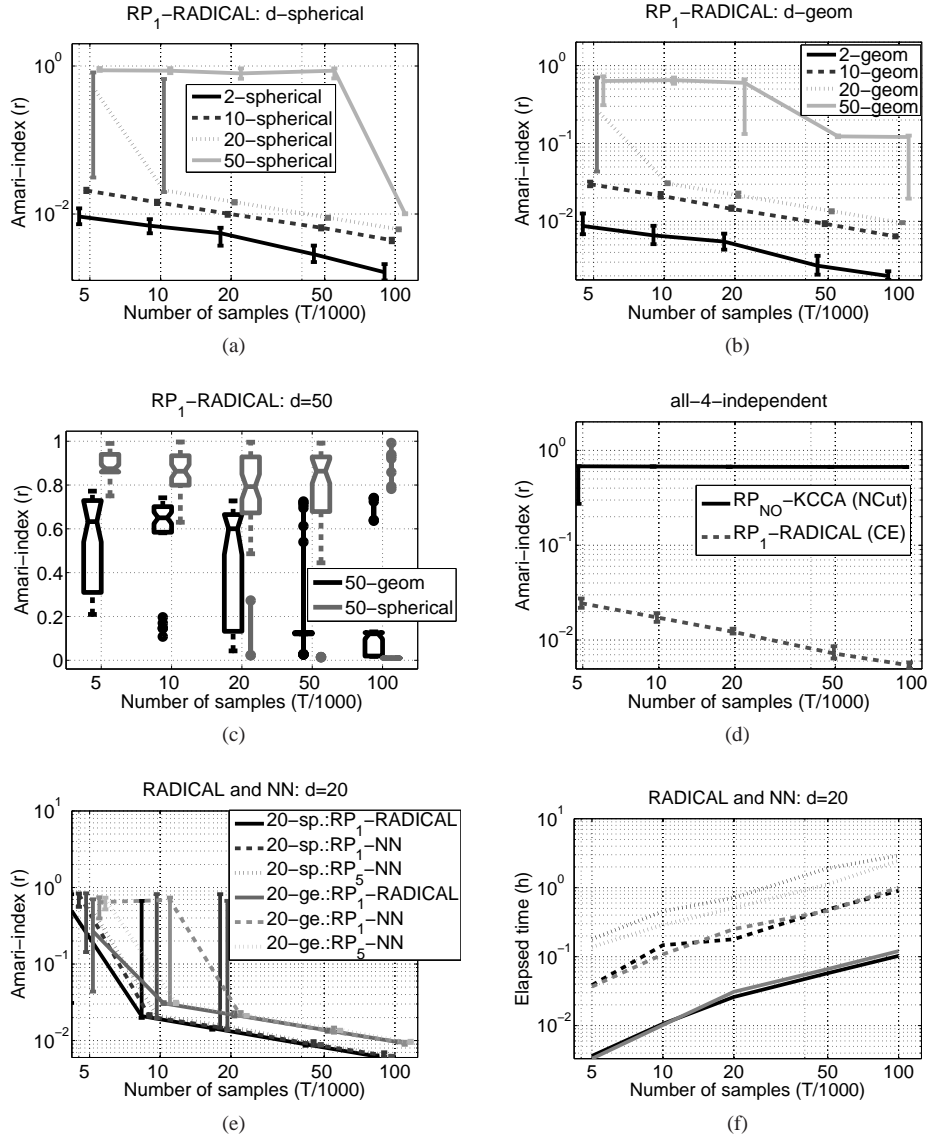 RP1−RADICAL: d−spherical
10^0
10^−2
Amari−index (r)
2−spherical
10−spherical
20−spherical
50−spherical
5 10 20 50 100
Number of samples (T/1000)
(a)
RP1−RADICAL: d−geom
10^0
10^−1
10^−2
Amari−index (r)
2−geom
10−geom
20−geom
50−geom
5 10 20 50 100
Number of samples (T/1000)
(b)
RP1−RADICAL: d=50
1
0.8
0.6
0.4
0.2
0
Amari−index (r)
50−geom
50−spherical
5 10 20 50 100
Number of samples (T/1000)
(c)
all−4−independent
10^0
10^−1
10^−2
Amari−index (r)
RPNO−KCCA (NCut)
RP1−RADICAL (CE)
5 10 20 50 100
Number of samples (T/1000)
(d)
RADICAL and NN: d=20
10^1
10^0
10^−1
10^−2
Amari−index (r)
20−sp.:RP1−RADICAL
20−sp.:RP1−NN
20−sp.:RP5−NN
20−ge.:RP1−RADICAL
20−ge.:RP1−NN
20−ge.:RP5−NN
5 10 20 50 100
Number of samples (T/1000)
(e)
RADICAL and NN: d=20
10^1
10^0
10^−1
10^−2
Elapsed time (h)
5 10 20 50 100
Number of samples (T/1000)
(f)